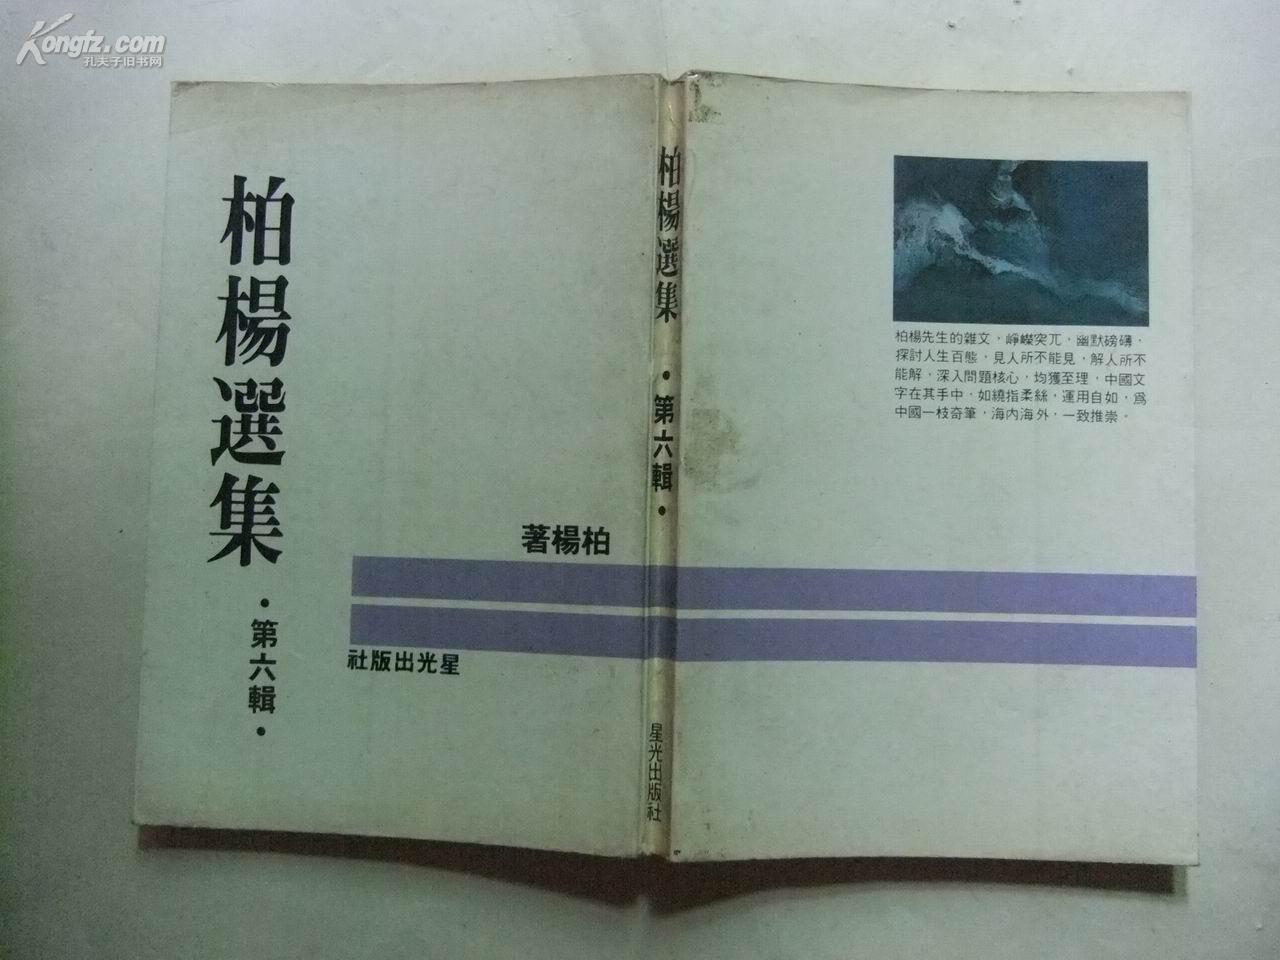 Kongfz.com
孔夫子旧书网
柏楊選集
·第六輯·
柏楊著
星光出版社
柏楊選集
·第六輯·
星光出版社
柏楊先生的雜文，崢嶸突兀，幽默磅礡，
探討人生百態，見人所不能見，解人所不
能解，深入問題核心，均獲至理，中國文
字在其手中，如繞指柔絲，運用自如，爲
中國一枝奇筆，海內海外，一致推崇。